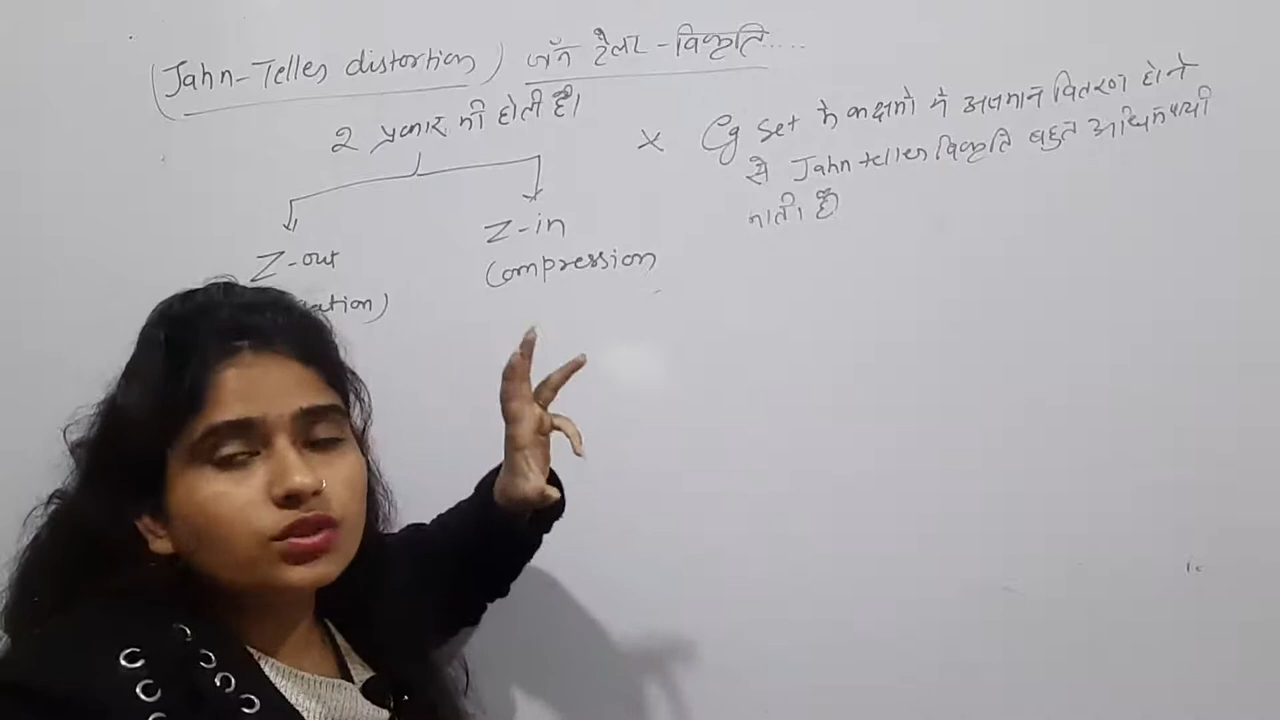 (Jahn-Teller distortion) जॉन टेलर-विकृति.....
2 प्रकार की होती है।
Z-out
ation)
Z-in
Compression
x eg set के कक्षको में असमान वितरण होने
से Jahn teller विकृति बहुत अधिक पायी
जाती है